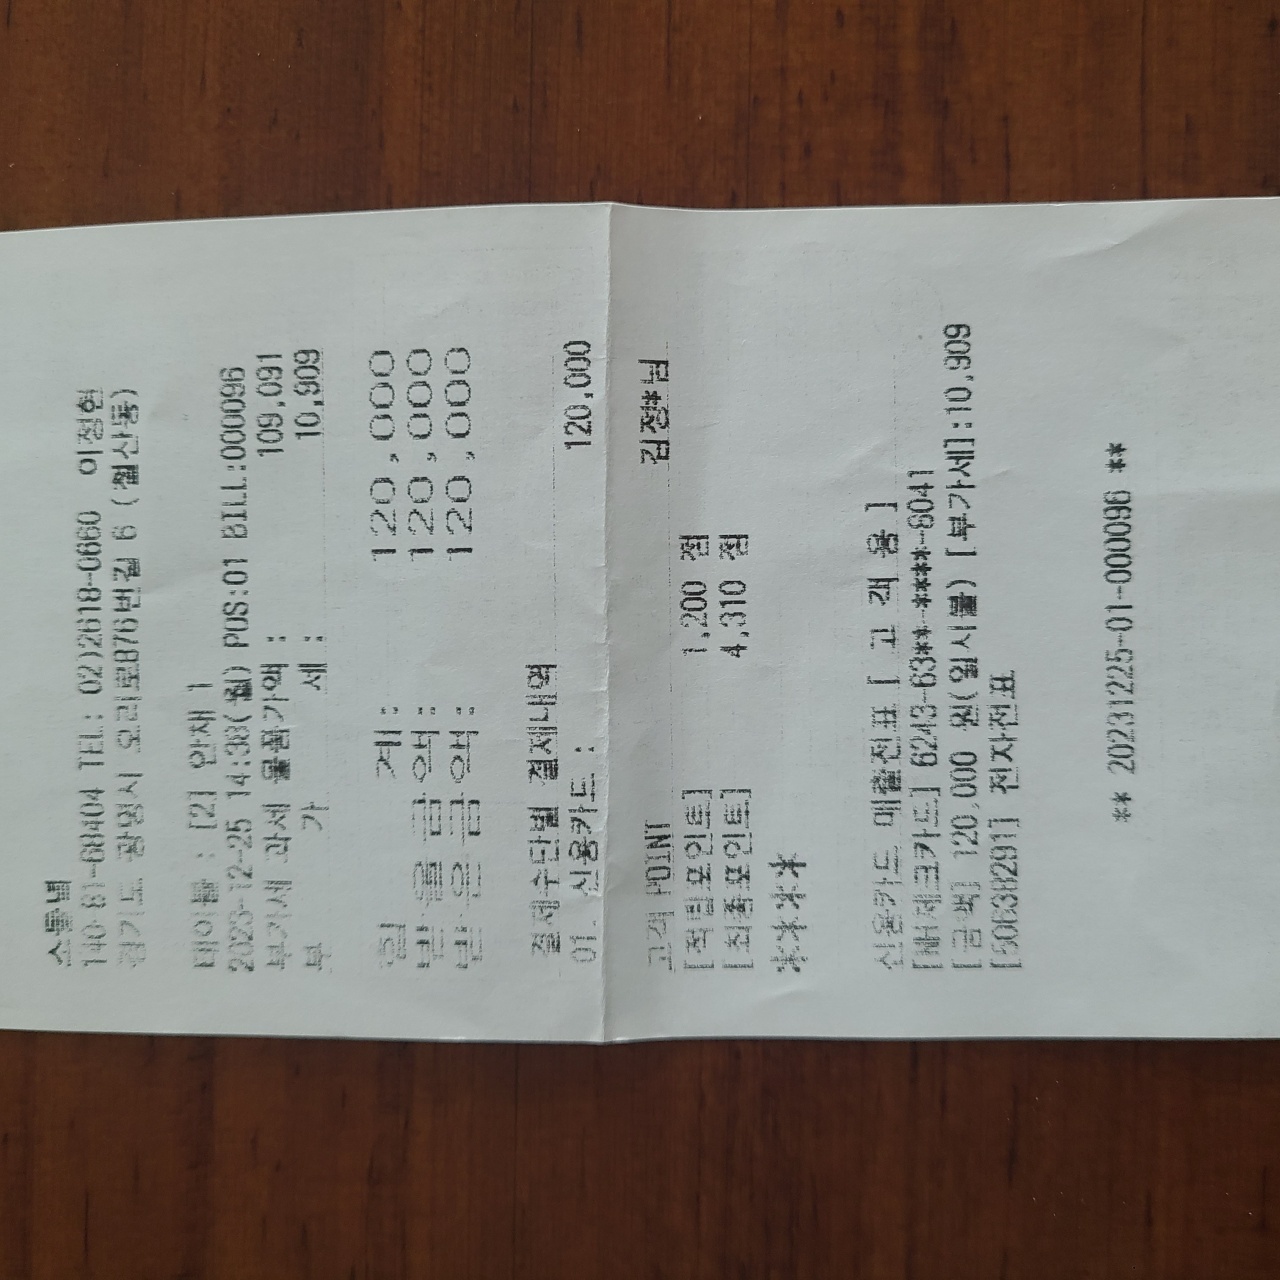 소뜰녘
140-81-68404 TEL: 02)2618-0660 이정현
경기도 광명시 오리로876번길 6 (철산동)
테이블 : [2] 안채 1
2023-12-25 14:38(월) POS:01 BILL:000096
부가세 과세 물품가액 : 109,091
부 가 세 : 10,909
합 계: 120,000
받을금액: 120,000
받은금액: 120,000
결제수단별 결제내역
01. 신용카드 : 120,000
고객 POINT 김정*님
[적립포인트] 1,200 점
[최종포인트] 4,310 점
****
신용카드 매출전표 [ 고 객 용 ]
[NH체크카드] 6243-63**-****-8041
[금 액] 120,000 원(일시불) [부가세]:10,909
[50638291] 전자전표
** 20231225-01-000096 **